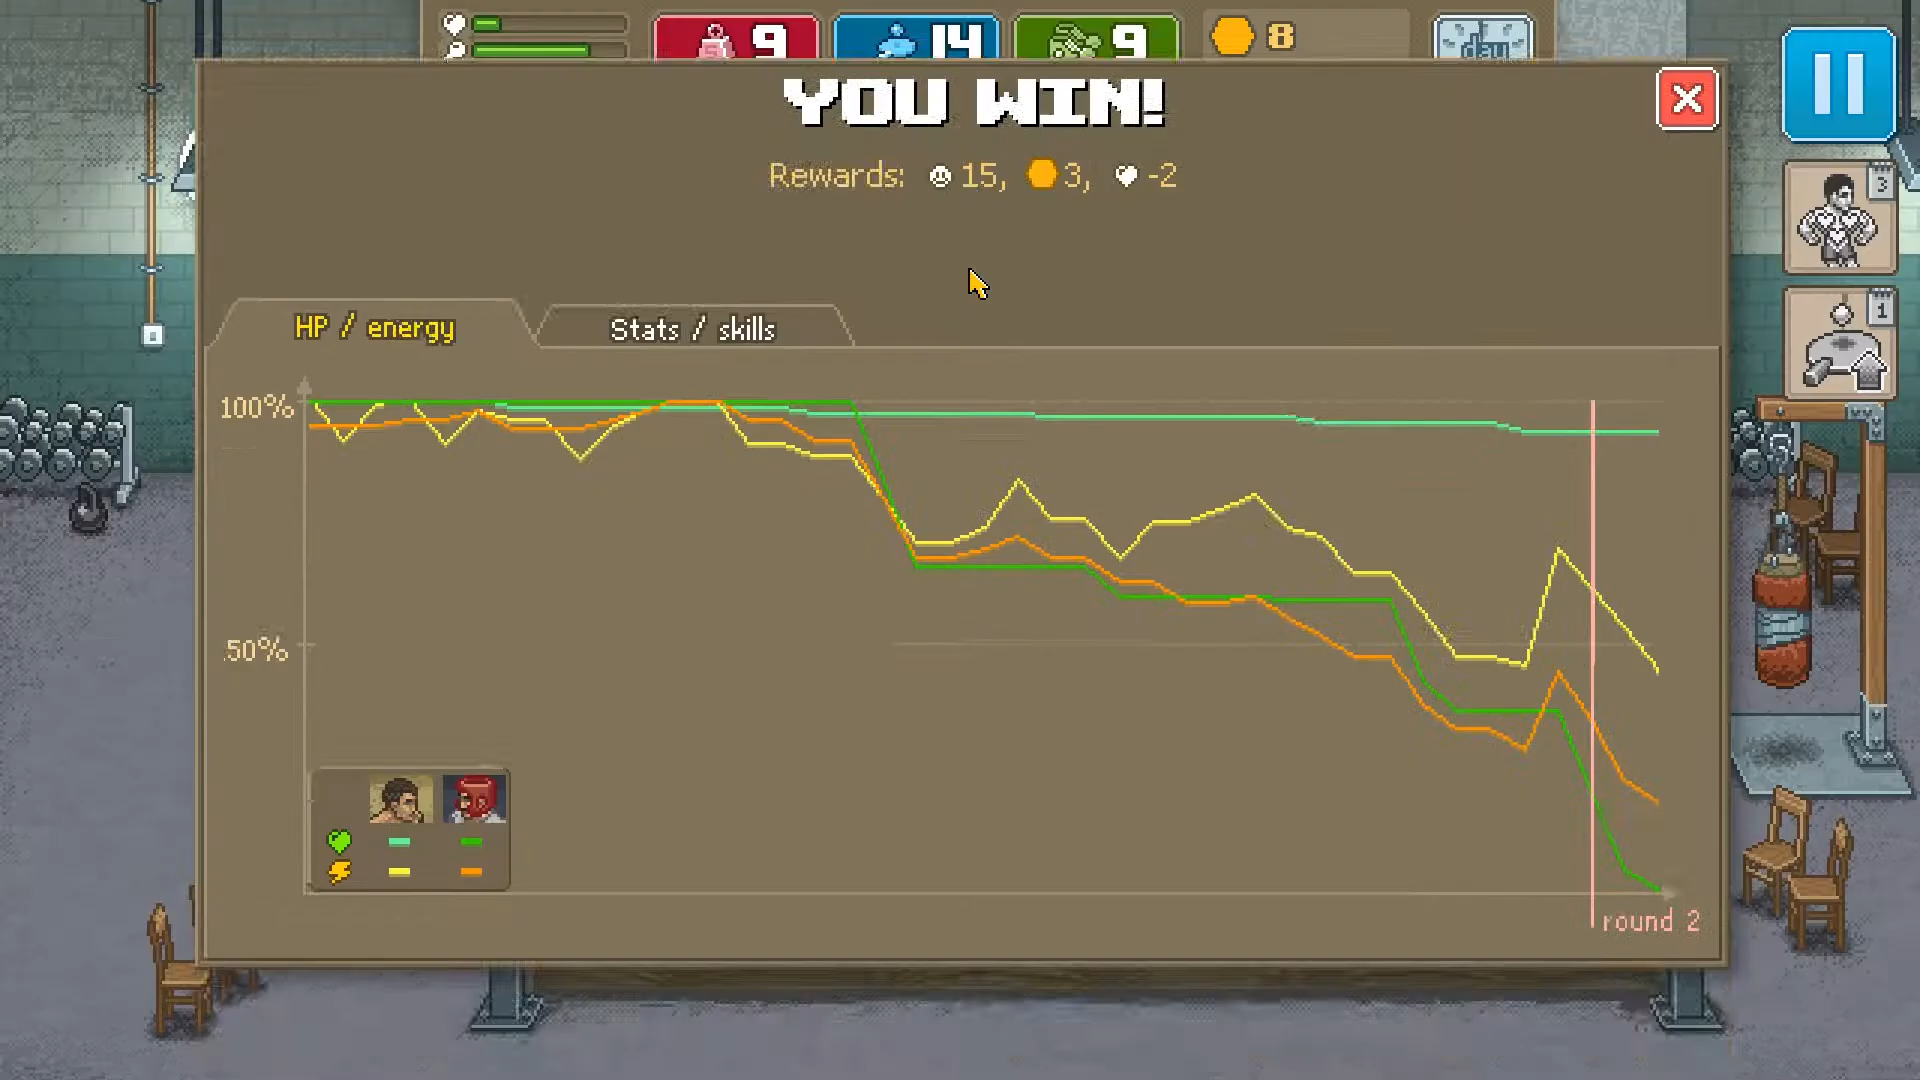 9 14 9 8 day
YOU WIN!
Rewards: 15, 3, -2
3
1
HP / energy Stats / skills
100%
50%
round 2